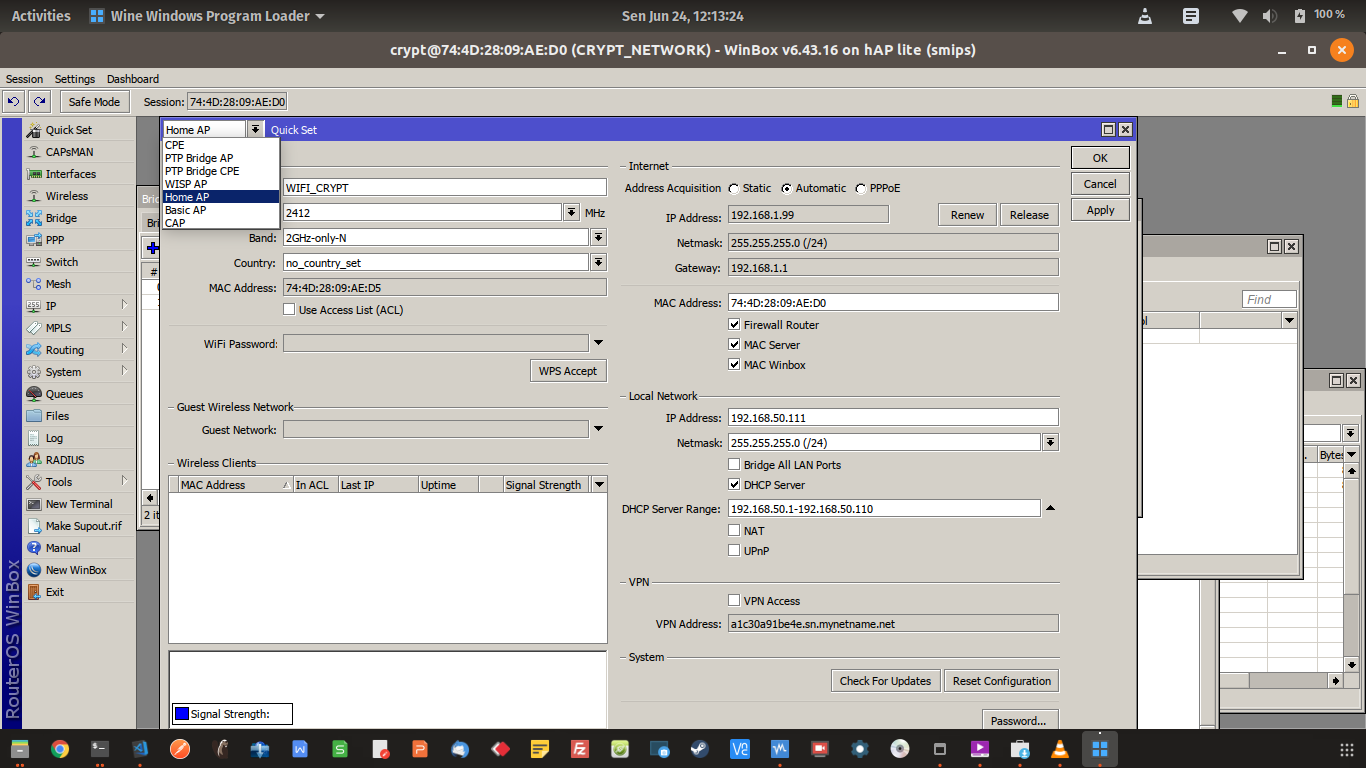 Activities Wine Windows Program Loader Sen Jun 24, 12:13:24 100 %
crypt@74:4D:28:09:AE:D0 (CRYPT_NETWORK) - WinBox v6.43.16 on hAP lite (smips)
Session Settings Dashboard
Safe Mode Session: 74:4D:28:09:AE:D0
Quick Set
CAPsMAN
Interfaces
Wireless
Bridge
PPP
Switch
Mesh
IP
MPLS
Routing
System
Queues
Files
Log
RADIUS
Tools
New Terminal
Make Supout.rif
Manual
New WinBox
Exit
RouterOS WinBox
Home AP Quick Set
CPE
PTP Bridge AP
PTP Bridge CPE
WISP AP
Home AP
Basic AP
CAP
WIFI_CRYPT
2412 MHz
Band: 2GHz-only-N
Country: no_country_set
MAC Address: 74:4D:28:09:AE:D5
Use Access List (ACL)
WiFi Password:
WPS Accept
Guest Wireless Network
Guest Network:
Wireless Clients
MAC Address In ACL Last IP Uptime Signal Strength
Signal Strength:
Internet
Address Acquisition Static Automatic PPPoE
IP Address: 192.168.1.99 Renew Release
Netmask: 255.255.255.0 (/24)
Gateway: 192.168.1.1
MAC Address: 74:4D:28:09:AE:D0
Firewall Router
MAC Server
MAC Winbox
Local Network
IP Address: 192.168.50.111
Netmask: 255.255.255.0 (/24)
Bridge All LAN Ports
DHCP Server
DHCP Server Range: 192.168.50.1-192.168.50.110
NAT
UPnP
VPN
VPN Access
VPN Address: a1c30a91be4e.sn.mynetname.net
System
Check For Updates Reset Configuration
Password...
OK
Cancel
Apply
Find
Bytes
#